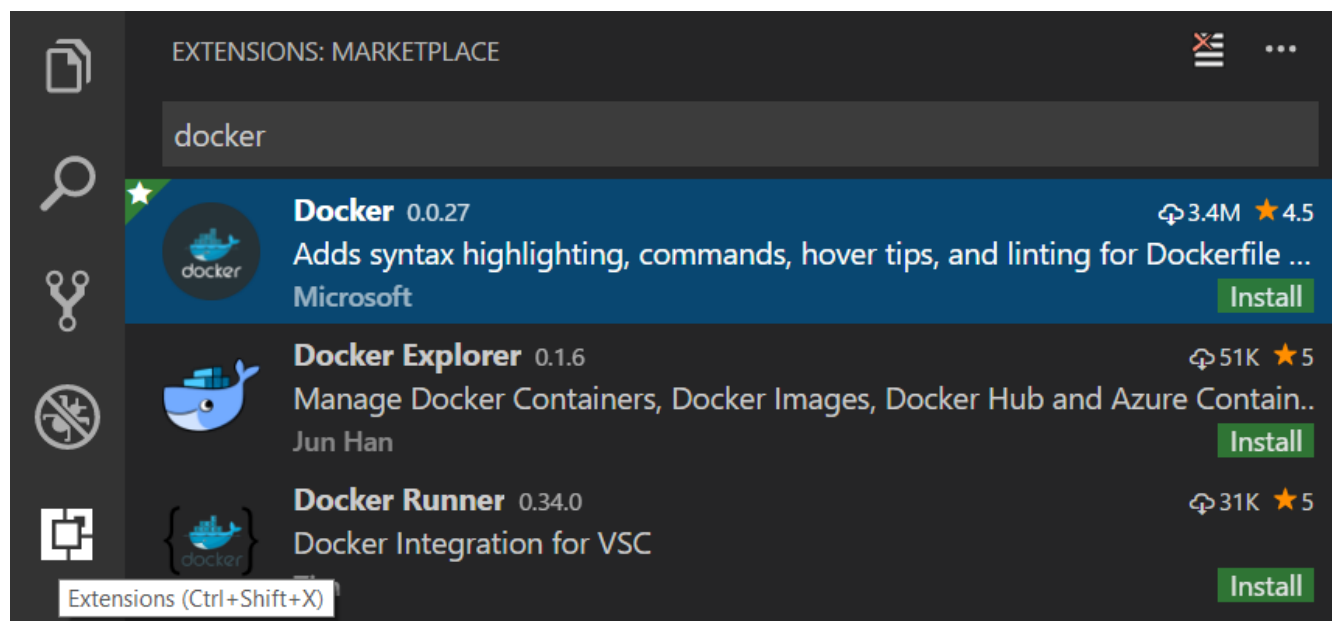 EXTENSIONS: MARKETPLACE
docker
Docker 0.0.27 3.4M 4.5
Adds syntax highlighting, commands, hover tips, and linting for Dockerfile ...
docker
Microsoft Install
Docker Explorer 0.1.6 51K 5
Manage Docker Containers, Docker Images, Docker Hub and Azure Contain..
Jun Han Install
Docker Runner 0.34.0 31K 5
Docker Integration for VSC
docker
Install
Extensions (Ctrl+Shift+X)